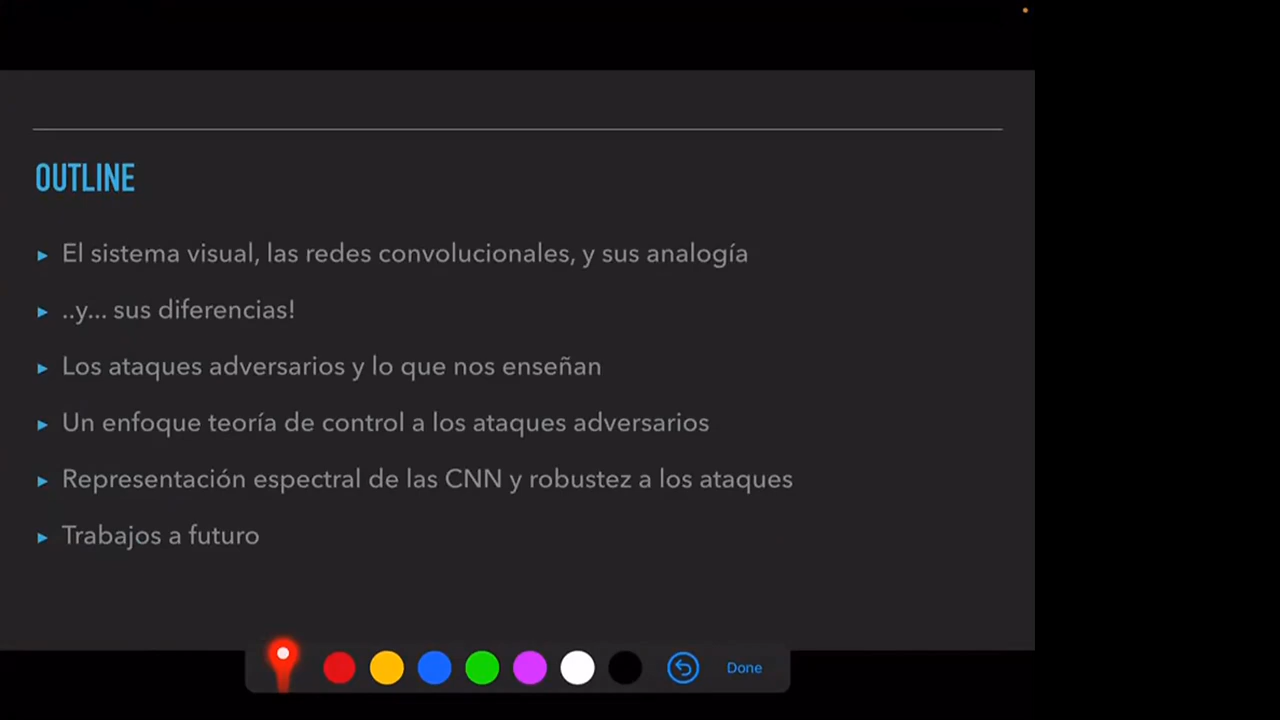 OUTLINE
El sistema visual, las redes convolucionales, y sus analogía
..y... sus diferencias!
Los ataques adversarios y lo que nos enseñan
Un enfoque teoría de control a los ataques adversarios
Representación espectral de las CNN y robustez a los ataques
Trabajos a futuro
Done